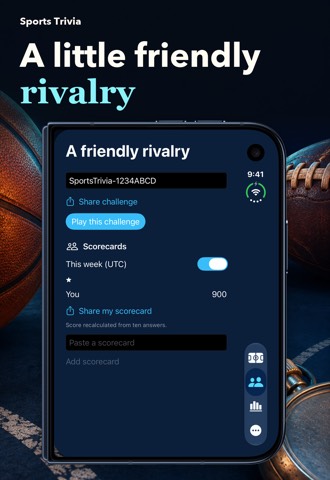 Sports Trivia
A little friendly
rivalry
A friendly rivalry
9:41
SportsTrivia-1234ABCD
Share challenge
Play this challenge
Scorecards
This week (UTC)
You 900
Share my scorecard
Score recalculated from ten answers.
Paste a scorecard
Add scorecard